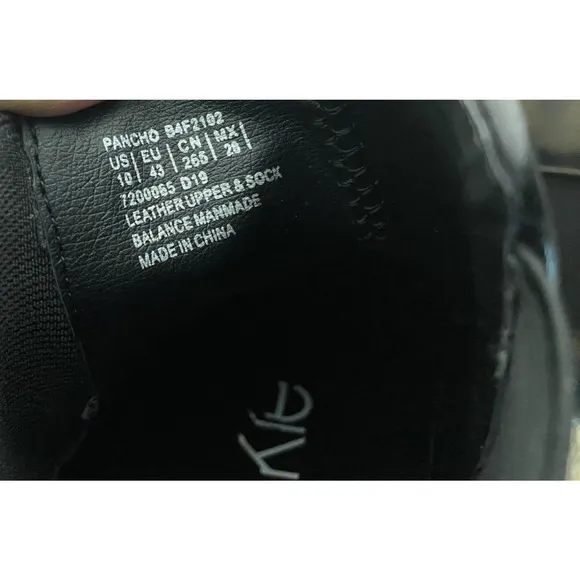 PANCHO 84F2102
US | EU | CN | MX |
10 | 43 | 265 | 28 |
7200065 D19
LEATHER UPPER & SOCK
BALANCE MANMADE
MADE IN CHINA